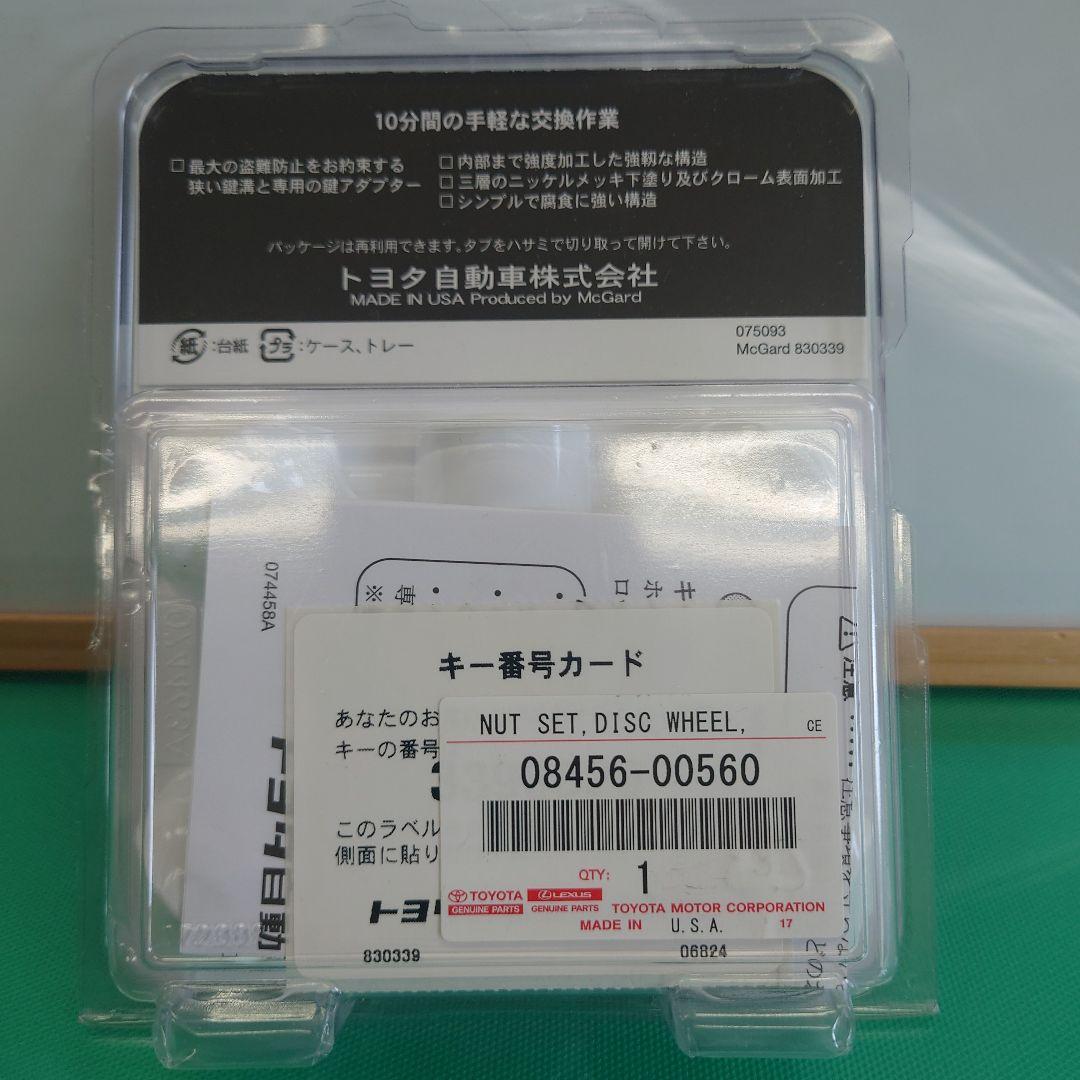 10分間の手軽な交換作業
□最大の盗難防止をお約束する
狭い鍵溝と専用の鍵アダプター
□内部まで強度加工した強靱な構造
□三層のニッケルメッキ下塗り及びクローム表面加工
□シンプルで腐食に強い構造
パッケージは再利用できます。タブをハサミで切り取って開けて下さい。
トヨタ自動車株式会社
MADE IN USA Produced by McGard
紙:台紙 プラ:ケース、トレー
075093
McGard 830339
074458A
※
専
キ
ホ
ロ
注意
キー番号カード
あなたのお
キーの番号
このラベル
側面に貼り
トヨ
830339
06824
NUT SET,DISC WHEEL,
CE
08456-00560
QTY: 1
TOYOTA
GENUINE PARTS
LEXUS
GENUINE PARTS
TOYOTA MOTOR CORPORATION
MADE IN U.S.A. 17